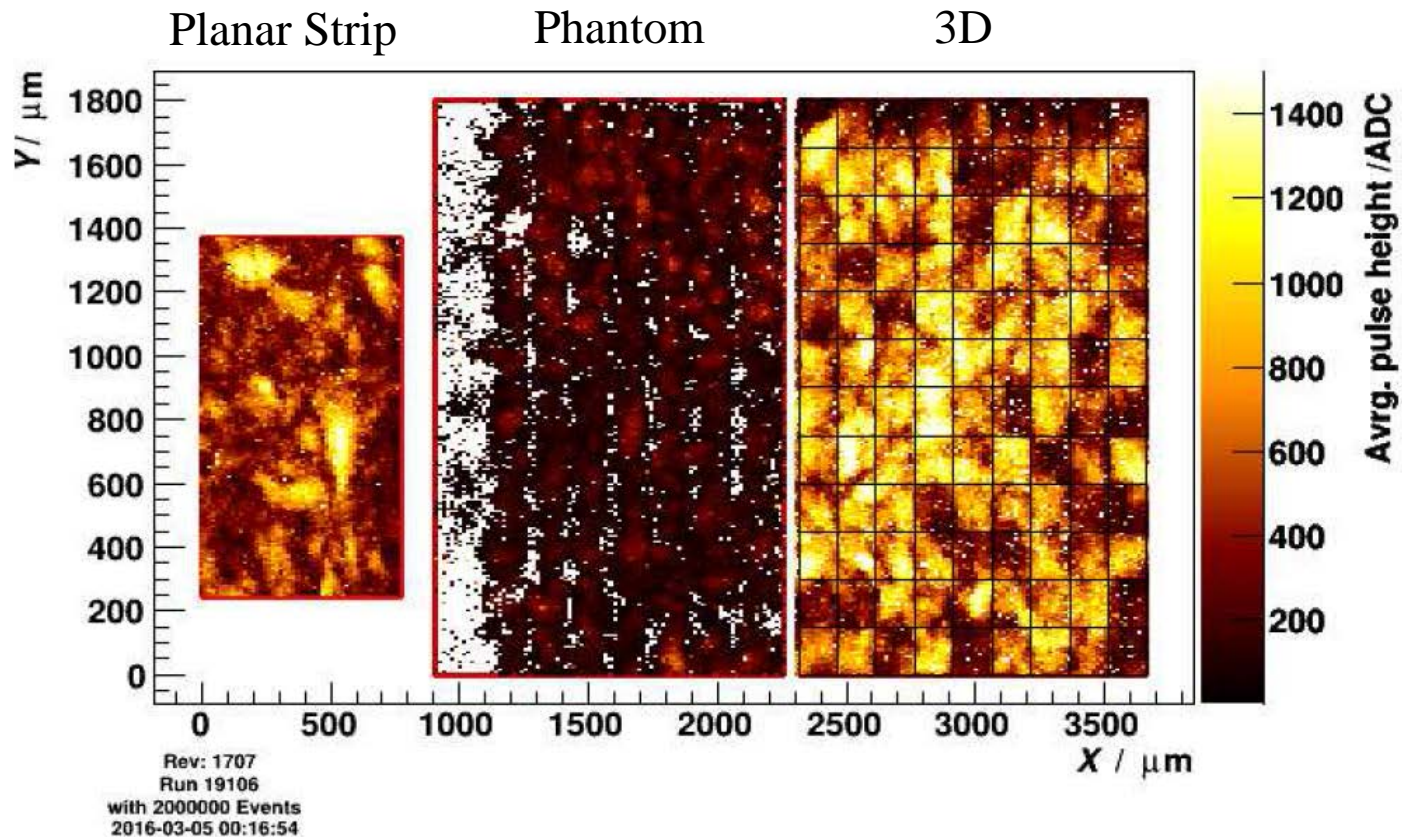 Planar Strip Phantom 3D
Y / μm
1800
1600
1400
1200
1000
800
600
400
200
0
0 500 1000 1500 2000 2500 3000 3500
X / μm
1400
1200
1000
800
600
400
200
Avrg. pulse height /ADC
Rev: 1707
Run 19106
with 2000000 Events
2016-03-05 00:16:54